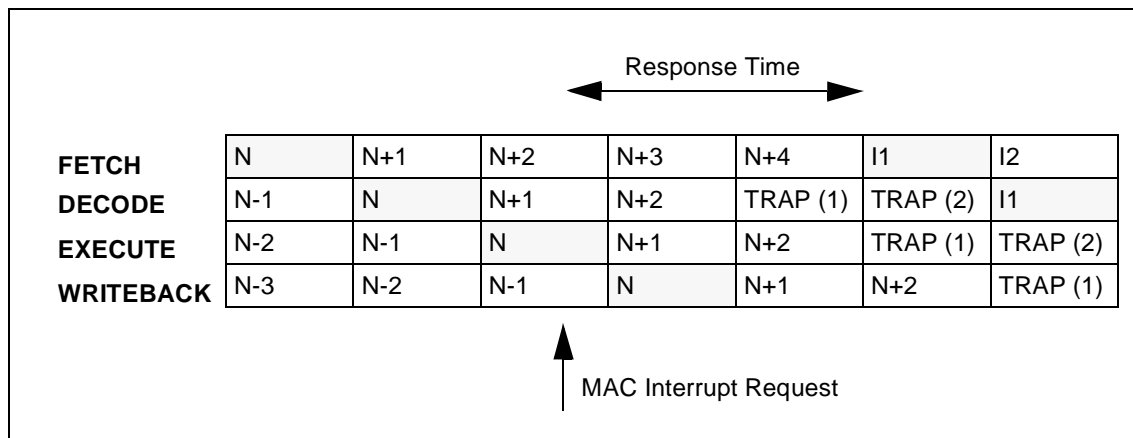 Response Time
FETCH N N+1 N+2 N+3 N+4 I1 I2
DECODE N-1 N N+1 N+2 TRAP (1) TRAP (2) I1
EXECUTE N-2 N-1 N N+1 N+2 TRAP (1) TRAP (2)
WRITEBACK N-3 N-2 N-1 N N+1 N+2 TRAP (1)
MAC Interrupt Request